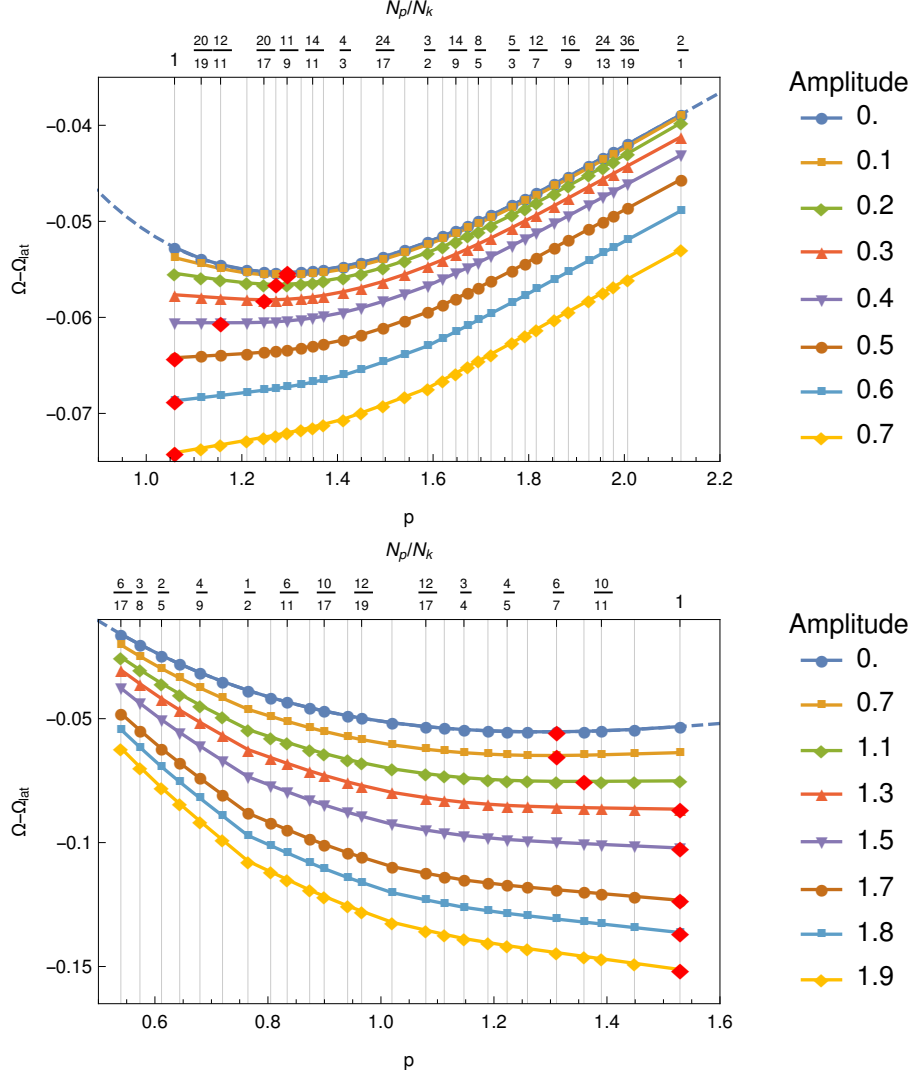 N_p/N_k
1 20/19 12/11 20/17 11/9 14/11 4/3 24/17 3/2 14/9 8/5 5/3 12/7 16/9 24/13 36/19 2/1
Amplitude
0.
0.1
0.2
0.3
0.4
0.5
0.6
0.7
Ω-Ω_lat
−0.04
−0.05
−0.06
−0.07
1.0 1.2 1.4 1.6 1.8 2.0 2.2
p
N_p/N_k
6/17 3/8 2/5 4/9 1/2 6/11 10/17 12/19 12/17 3/4 4/5 6/7 10/11 1
Amplitude
0.
0.7
1.1
1.3
1.5
1.7
1.8
1.9
Ω-Ω_lat
−0.05
−0.1
−0.15
0.6 0.8 1.0 1.2 1.4 1.6
p